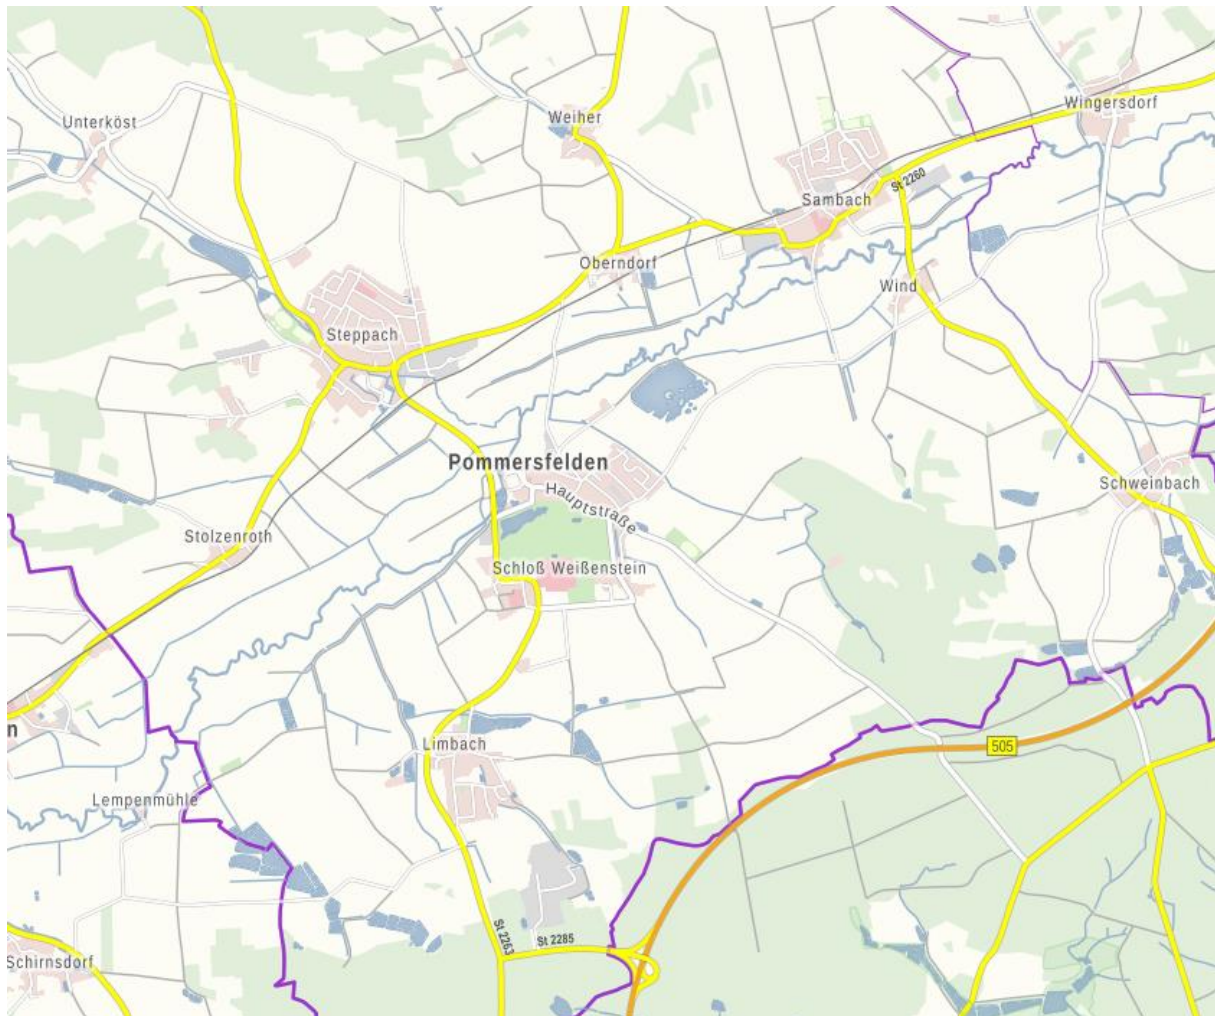 Wingersdorf
Weiher
Unterköst
St 2260
Sambach
Oberndorf
Wind
Steppach
Pommersfelden
Hauptstraße
Schweinbach
Stolzenroth
Schloß Weißenstein
n
Limbach
505
Lempenmühle
St 2263
St 2285
Schirnsdorf